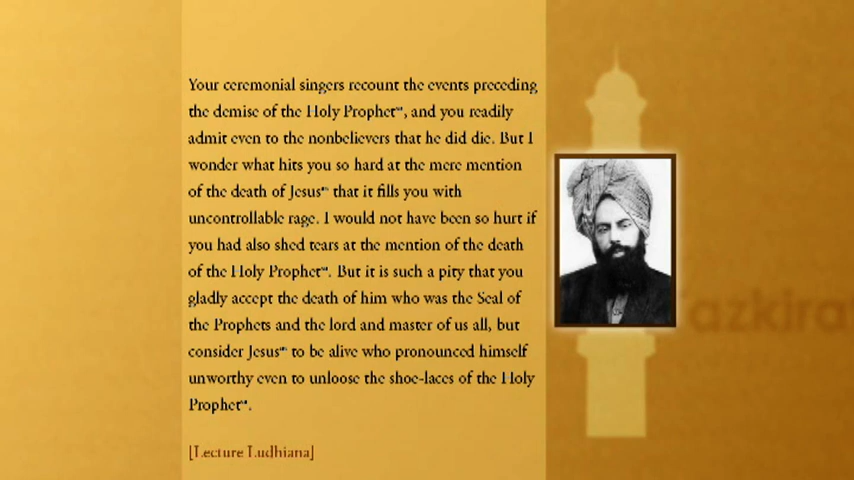 Your ceremonial singers recount the events preceding
the demise of the Holy Prophetsa, and you readily
admit even to the nonbelievers that he did die. But I
wonder what hits you so hard at the mere mention
of the death of Jesusas that it fills you with
uncontrollable rage. I would not have been so hurt if
you had also shed tears at the mention of the death
of the Holy Prophetsa. But it is such a pity that you
gladly accept the death of him who was the Seal of
the Prophets and the lord and master of us all, but
consider Jesusas to be alive who pronounced himself
unworthy even to unloose the shoe-laces of the Holy
Prophetsa.
[Lecture Ludhiana]
azkira